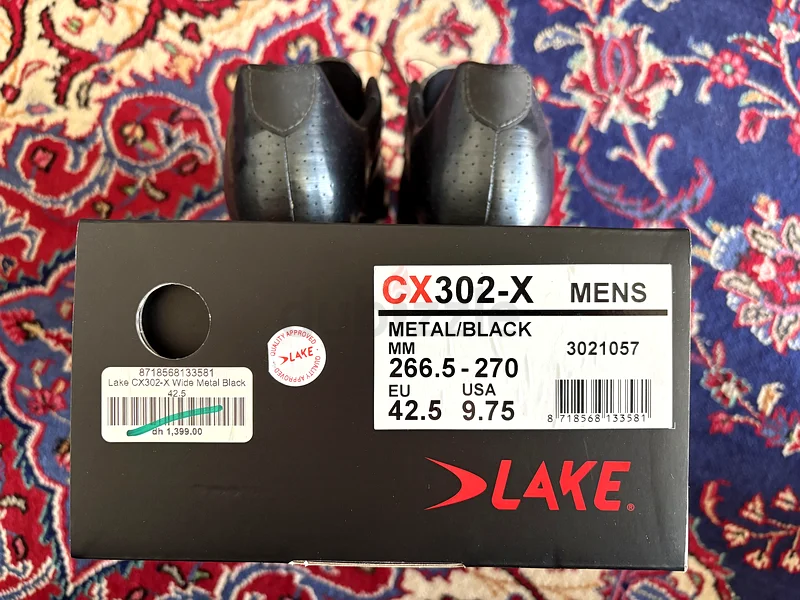 CX302-X MENS
METAL/BLACK
MM
3021057
266.5-270
EU USA
42.5 9.75
8 718568 133581
QUALITY APPROVED
LAKE
QUALITY APPROVED
8718568133581
Lake CX302-X Wide Metal Black
42.5
dh 1,399.00
LAKE®